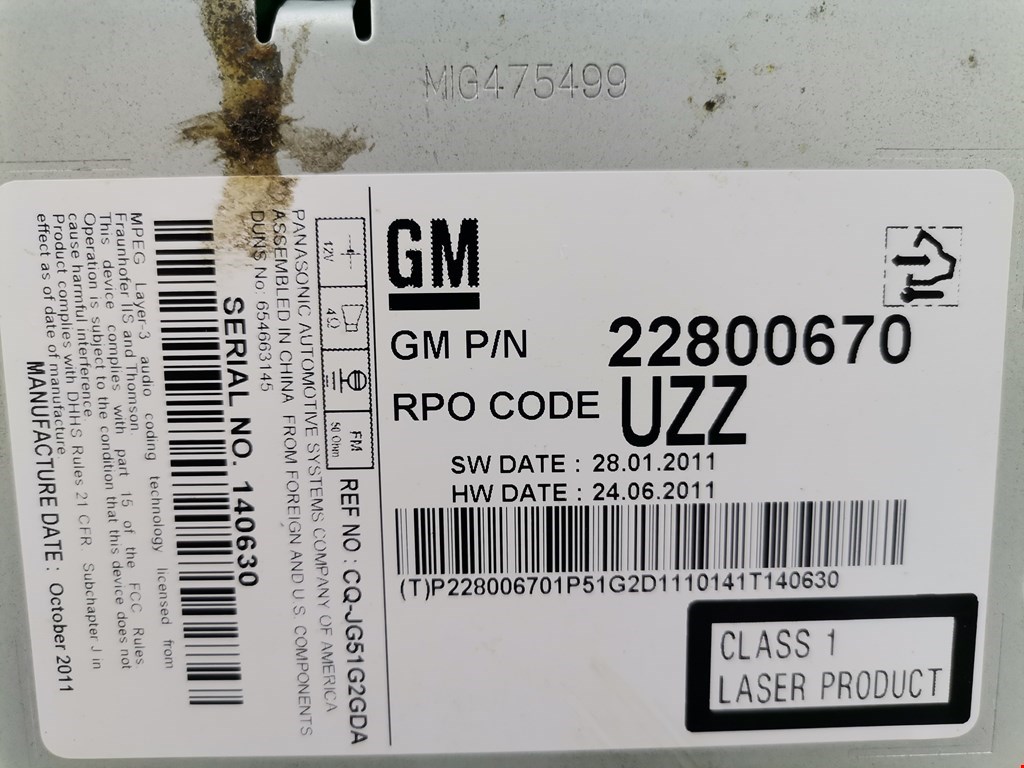 MIG475499
GM
GM P/N 22800670
RPO CODE UZZ
SW DATE : 28.01.2011
HW DATE : 24.06.2011
(T)P228006701P51G2D1110141T140630
CLASS 1
LASER PRODUCT
12V
4Ω
FM
50 Ohm
REF NO : CQ-JG51G2GDA
PANASONIC AUTOMOTIVE SYSTEMS COMPANY OF AMERICA
ASSEMBLED IN CHINA FROM FOREIGN AND U.S. COMPONENTS
DUNS No: 654663145
SERIAL NO. 140630
MPEG Layer-3 audio coding technology licensed from
Fraunhofer IIS and Thomson.
This device complies with part 15 of the FCC Rules
Operation is subject to the condition that this device does not
cause harmful interference.
Product complies with DHHS Rules 21 CFR. Subchapter J in
effect as of date of manufacture.
MANUFACTURE DATE : October 2011